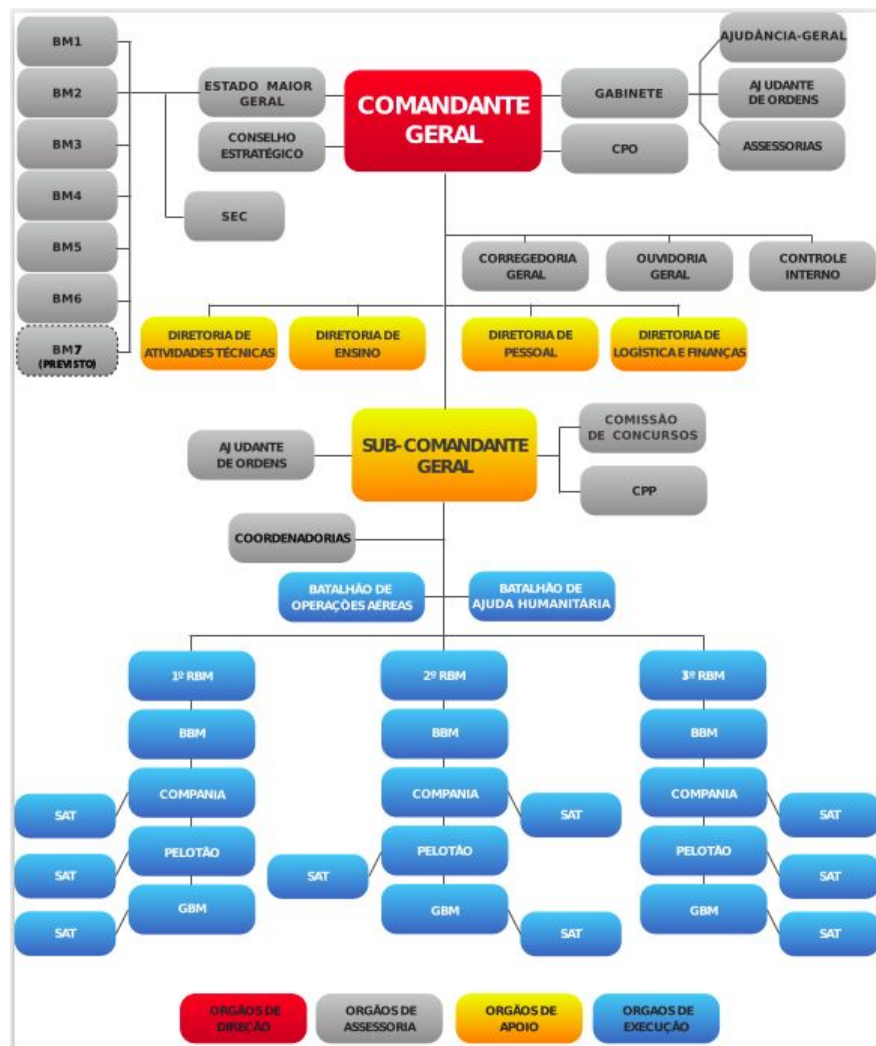 BM1
BM2
BM3
BM4
BM5
BM6
BM7
(PREVISTO)
ESTADO MAIOR
GERAL
CONSELHO
ESTRATÉGICO
SEC
COMANDANTE
GERAL
GABINETE
CPO
AJUDÂNCIA-GERAL
AJUDANTE
DE ORDENS
ASSESSORIAS
CORREGEDORIA
GERAL
OUVIDORIA
GERAL
CONTROLE
INTERNO
DIRETORIA DE
ATIVIDADES TÉCNICAS
DIRETORIA DE
ENSINO
DIRETORIA DE
PESSOAL
DIRETORIA DE
LOGÍSTICA E FINANÇAS
AJUDANTE
DE ORDENS
SUB-COMANDANTE
GERAL
COMISSÃO
DE CONCURSOS
CPP
COORDENADORIAS
BATALHÃO DE
OPERAÇÕES AÉREAS
BATALHÃO DE
AJUDA HUMANITÁRIA
1º RBM
2º RBM
3º RBM
BBM
BBM
BBM
COMPANIA
COMPANIA
COMPANIA
SAT
SAT
SAT
PELOTÃO
PELOTÃO
PELOTÃO
SAT
SAT
SAT
GBM
GBM
GBM
SAT
SAT
SAT
ORGÃOS DE
DIREÇÃO
ORGÃOS DE
ASSESSORIA
ORGÃOS DE
APOIO
ORGAOS DE
EXECUÇÃO